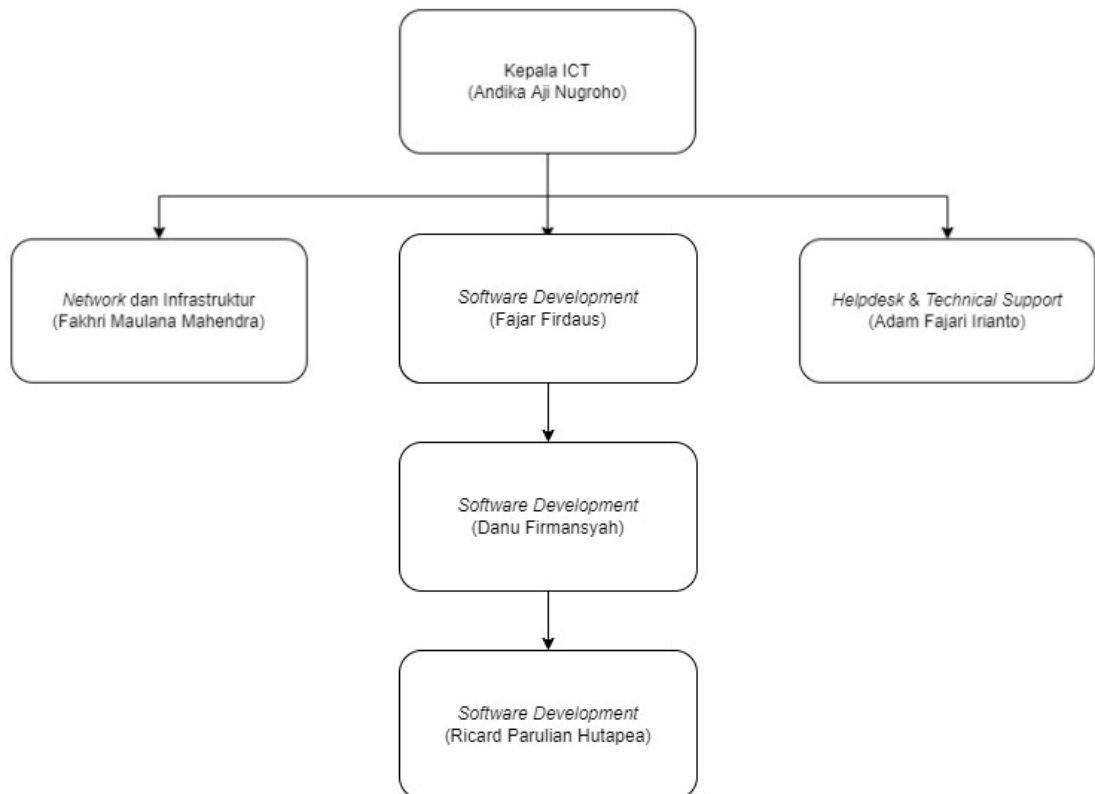 Kepala ICT
(Andika Aji Nugroho)
Network dan Infrastruktur
(Fakhri Maulana Mahendra)
Software Development
(Fajar Firdaus)
Helpdesk & Technical Support
(Adam Fajari Irianto)
Software Development
(Danu Firmansyah)
Software Development
(Ricard Parulian Hutapea)